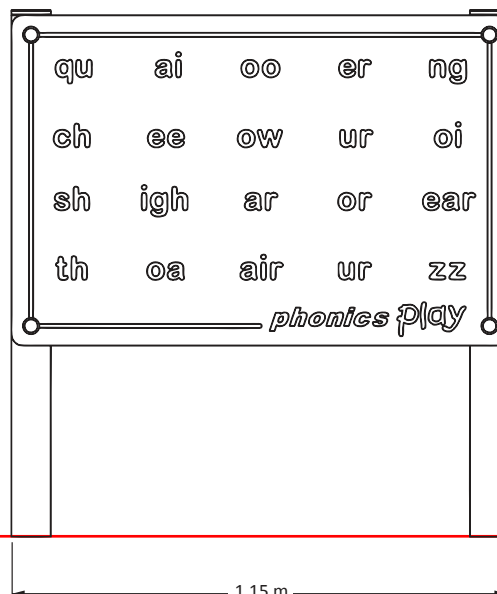 qu ai oo er ng
ch ee ow ur oi
sh igh ar or ear
th oa air ur zz
phonics play
1.15 m